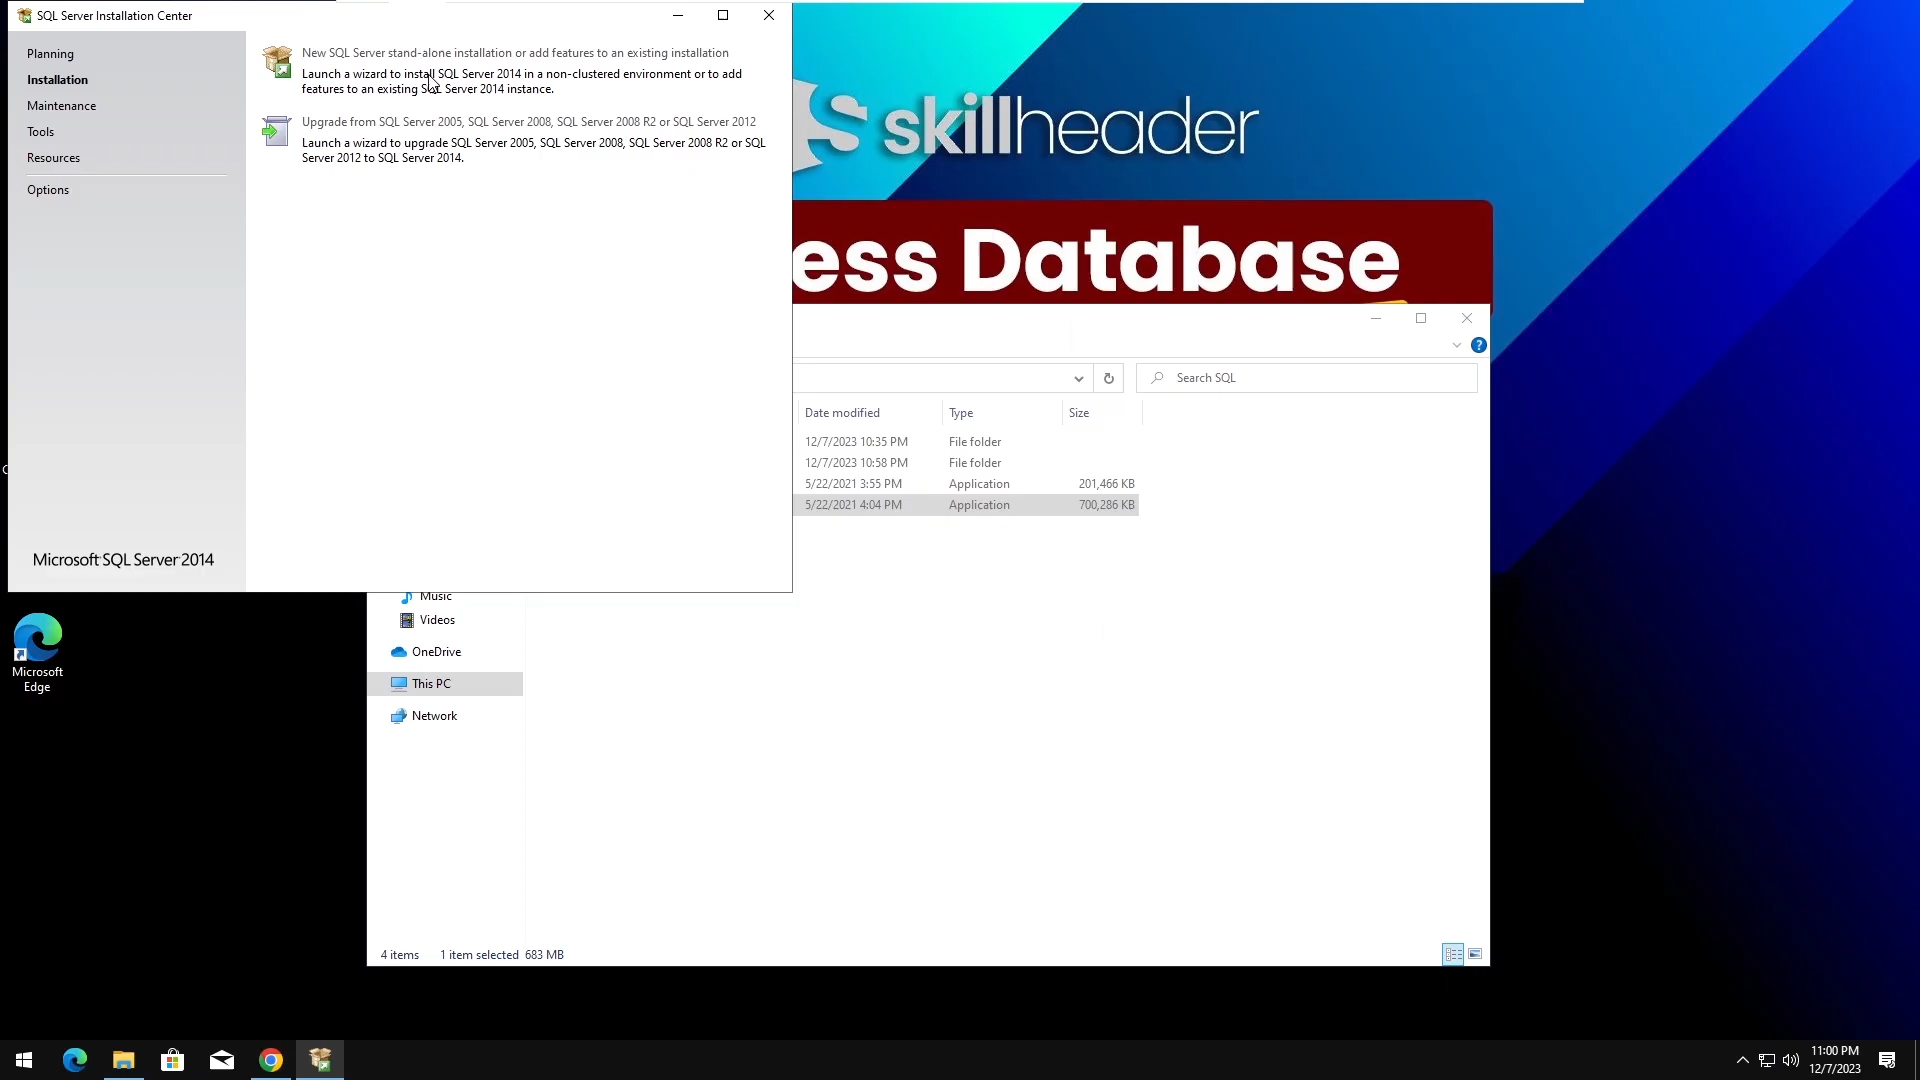 SQL Server Installation Center
Planning
Installation
Maintenance
Tools
Resources
Options
New SQL Server stand-alone installation or add features to an existing installation
Launch a wizard to install SQL Server 2014 in a non-clustered environment or to add
features to an existing SQL Server 2014 instance.
Upgrade from SQL Server 2005, SQL Server 2008, SQL Server 2008 R2 or SQL Server 2012
Launch a wizard to upgrade SQL Server 2005, SQL Server 2008, SQL Server 2008 R2 or SQL
Server 2012 to SQL Server 2014.
Microsoft SQL Server 2014
skillheader
ess Database
Search SQL
Date modified Type Size
12/7/2023 10:35 PM File folder
12/7/2023 10:58 PM File folder
5/22/2021 3:55 PM Application 201,466 KB
5/22/2021 4:04 PM Application 700,286 KB
Music
Videos
OneDrive
This PC
Network
4 items 1 item selected 683 MB
Microsoft
Edge
11:00 PM
12/7/2023